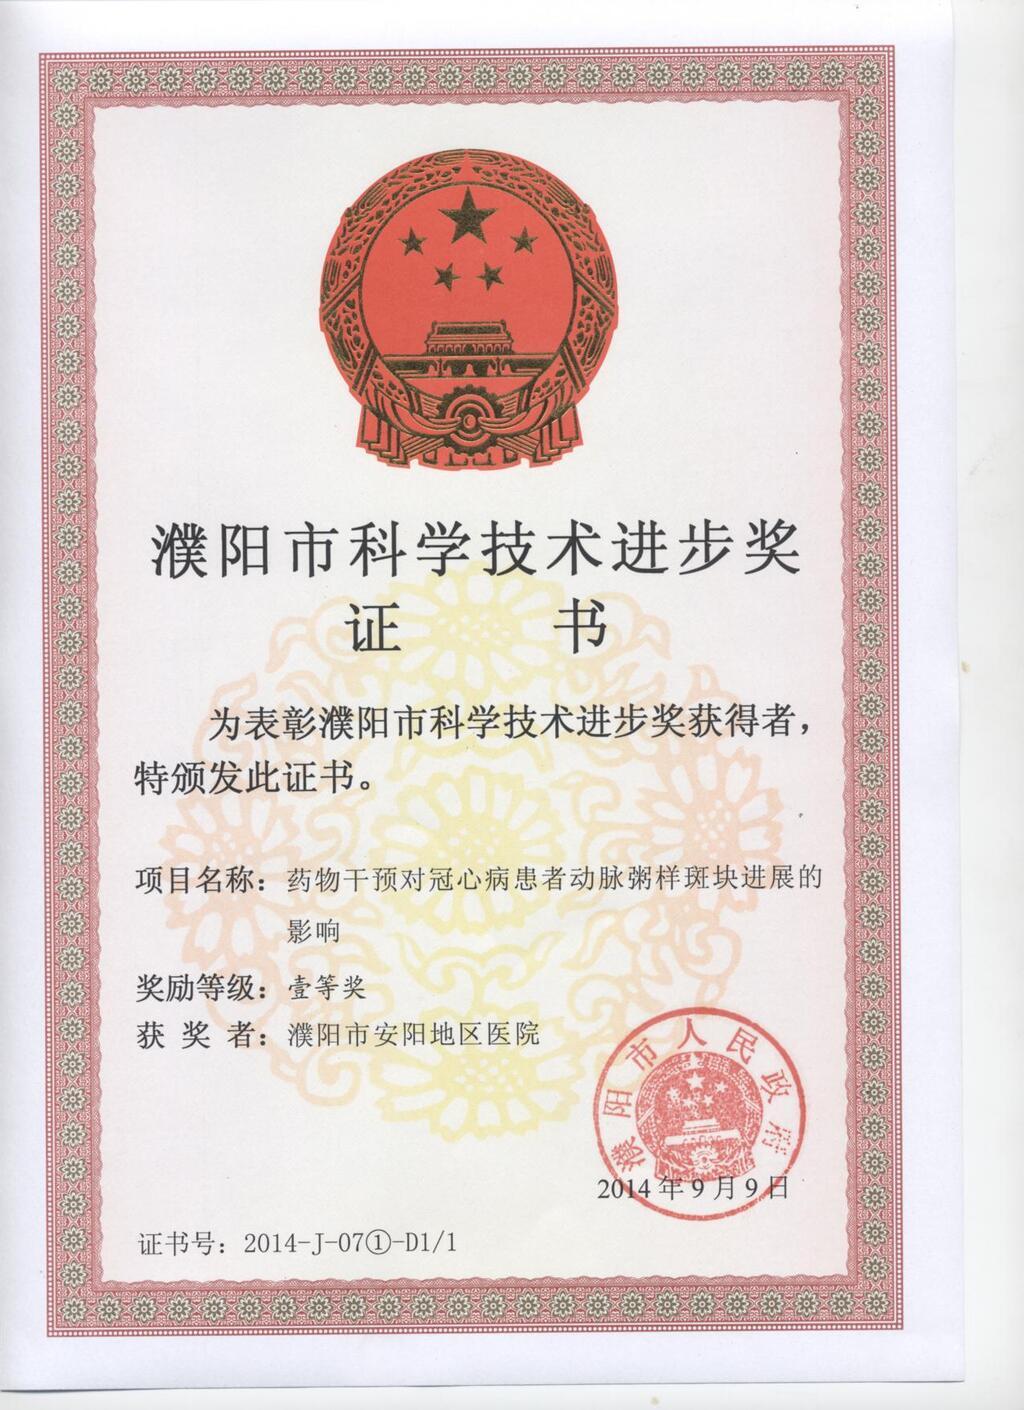 濮阳市科学技术进步奖
证 书
为表彰濮阳市科学技术进步奖获得者，
特颁发此证书。
项目名称：药物干预对冠心病患者动脉粥样斑块进展的
影响
奖励等级：壹等奖
获 奖 者：濮阳市安阳地区医院
濮阳市人民政府
2014年9月9日
证书号：2014-J-07①-D1/1